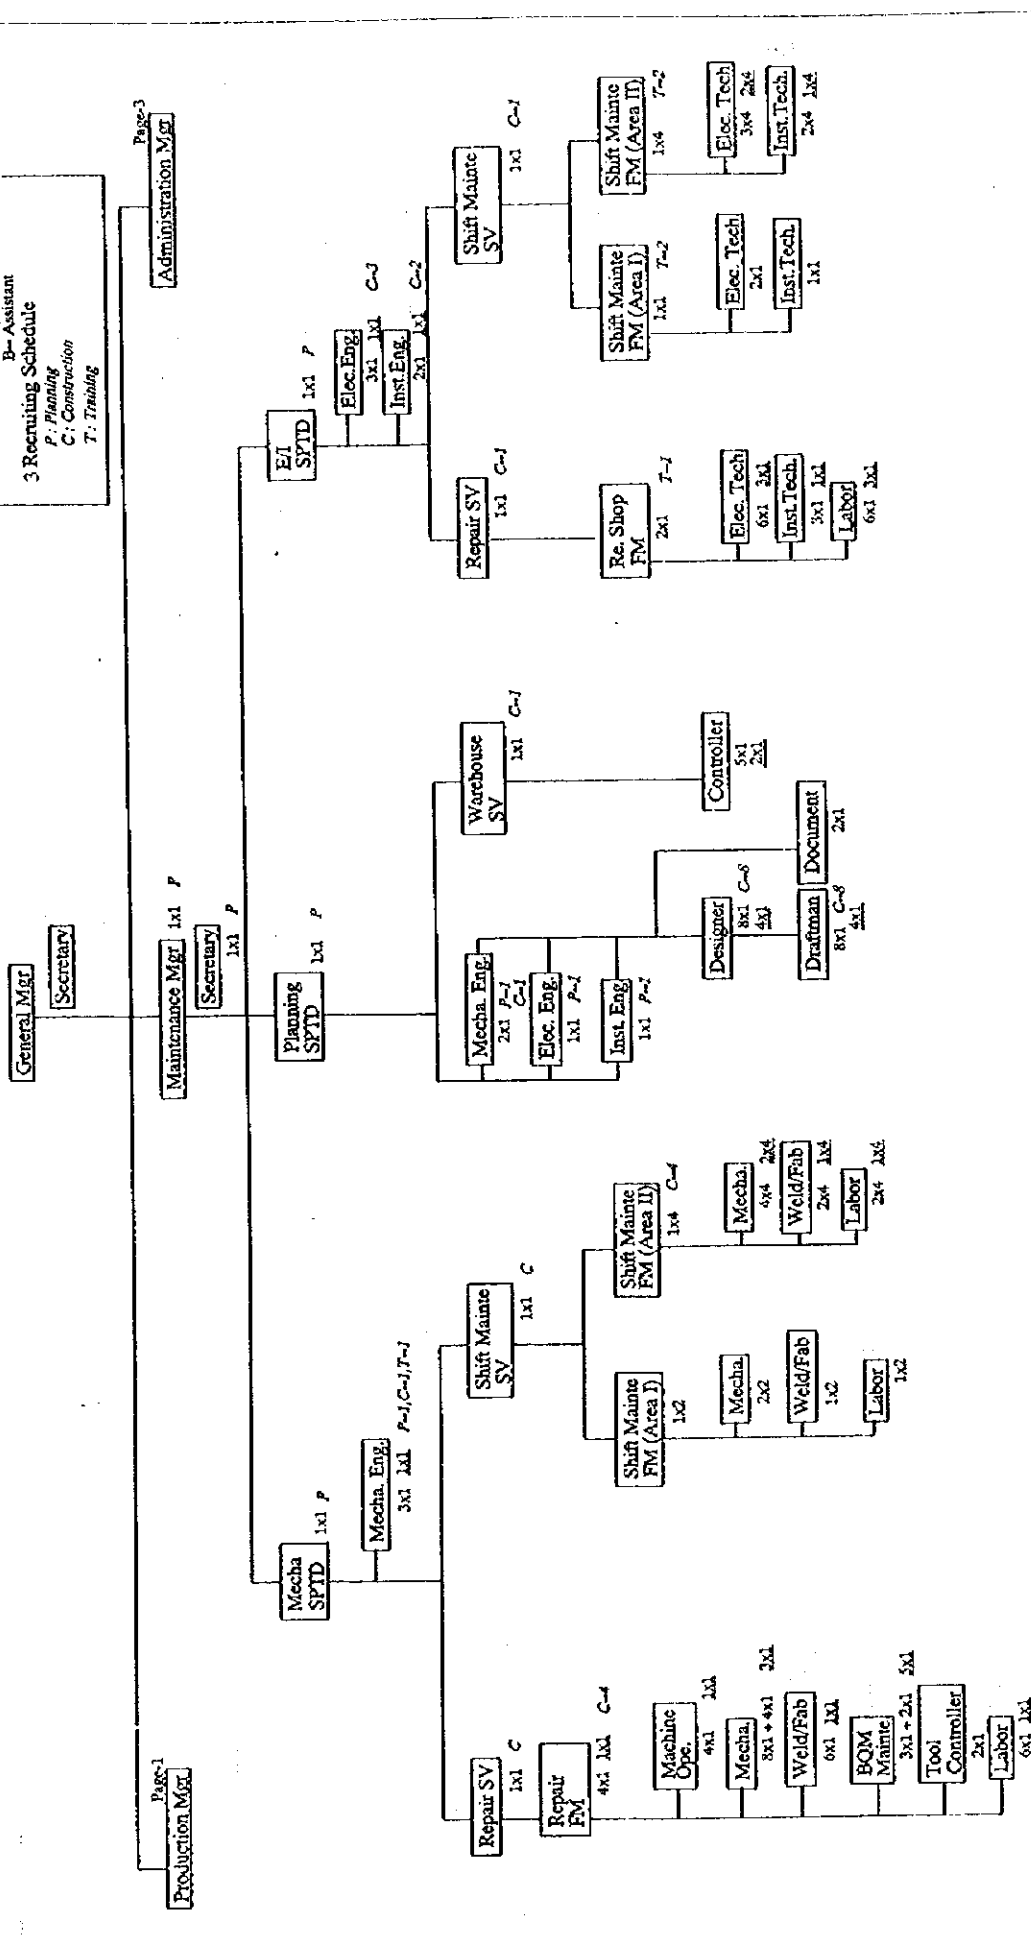 B-- Assistant
3 Recruiting Schedule
P : Planning
C : Construction
T : Training
General Mgr
Secretary
Page-1
Production Mgr
Maintenance Mgr 1x1 P
Secretary
1x1 P
Page-3
Administration Mgr
Mecha
SPTD
1x1 P
Mecha. Eng.
3x1 1x1 P-1,C-1,T-1
Repair SV
1x1 C
Repair
FM
4x1 1x1 C-4
Machine
Ope.
4x1 1x1
Mecha.
8x1 + 4x1 3x1
Weld/Fab
6x1 1x1
BQM
Mainte
3x1 + 2x1 5x1
Tool
Controller
2x1
Labor
6x1 1x1
Shift Mainte
SV
1x1 C
Shift Mainte
FM (Area I)
1x2
Mecha.
2x2
Weld/Fab
1x2
Labor
1x2
Shift Mainte
FM (Area II)
1x4 C-4
Mecha.
4x4 2x4
Weld/Fab
2x4 1x4
Labor
2x4 1x4
Planning
SPTD
1x1 P
Mecha. Eng.
2x1 P-1
C-1
Elec. Eng.
1x1 P-1
Inst. Eng
1x1 P-1
Designer
8x1 C-8
4x1
Draftman
8x1 C-8
4x1
Document
2x1
Warehouse
SV
1x1 C-1
Controller
5x1
2x1
E/I
SPTD
1x1 P
Elec.Eng.
3x1 1x1 C-3
Inst.Eng.
2x1 1x1 C-2
Repair SV
1x1 C-1
Re. Shop
FM
2x1 T-1
Elec. Tech
6x1 3x1
Inst.Tech.
3x1 1x1
Labor
6x1 3x1
Shift Mainte
SV
1x1 C-1
Shift Mainte
FM (Area I)
1x1 T-2
Elec. Tech
2x1
Inst.Tech.
1x1
Shift Mainte
FM (Area II)
1x4 T-2
Elec. Tech
3x4 2x4
Inst.Tech.
2x4 1x4